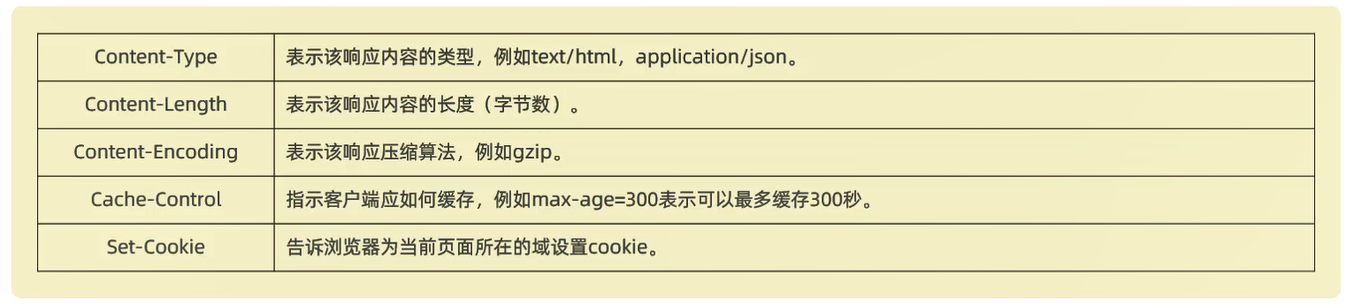 Content-Type 表示该响应内容的类型，例如text/html，application/json。
Content-Length 表示该响应内容的长度（字节数）。
Content-Encoding 表示该响应压缩算法，例如gzip。
Cache-Control 指示客户端应如何缓存，例如max-age=300表示可以最多缓存300秒。
Set-Cookie 告诉浏览器为当前页面所在的域设置cookie。